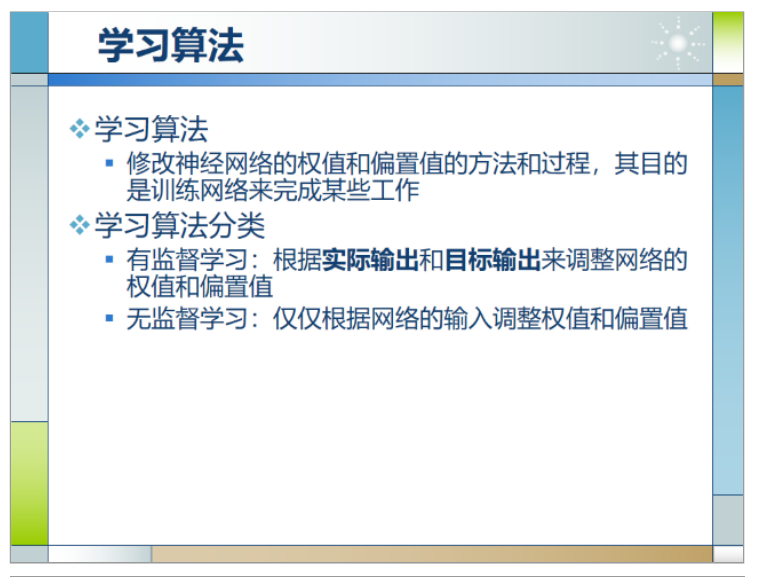 学习算法
学习算法
修改神经网络的权值和偏置值的方法和过程，其目的
是训练网络来完成某些工作
学习算法分类
有监督学习：根据实际输出和目标输出来调整网络的
权值和偏置值
无监督学习：仅仅根据网络的输入调整权值和偏置值